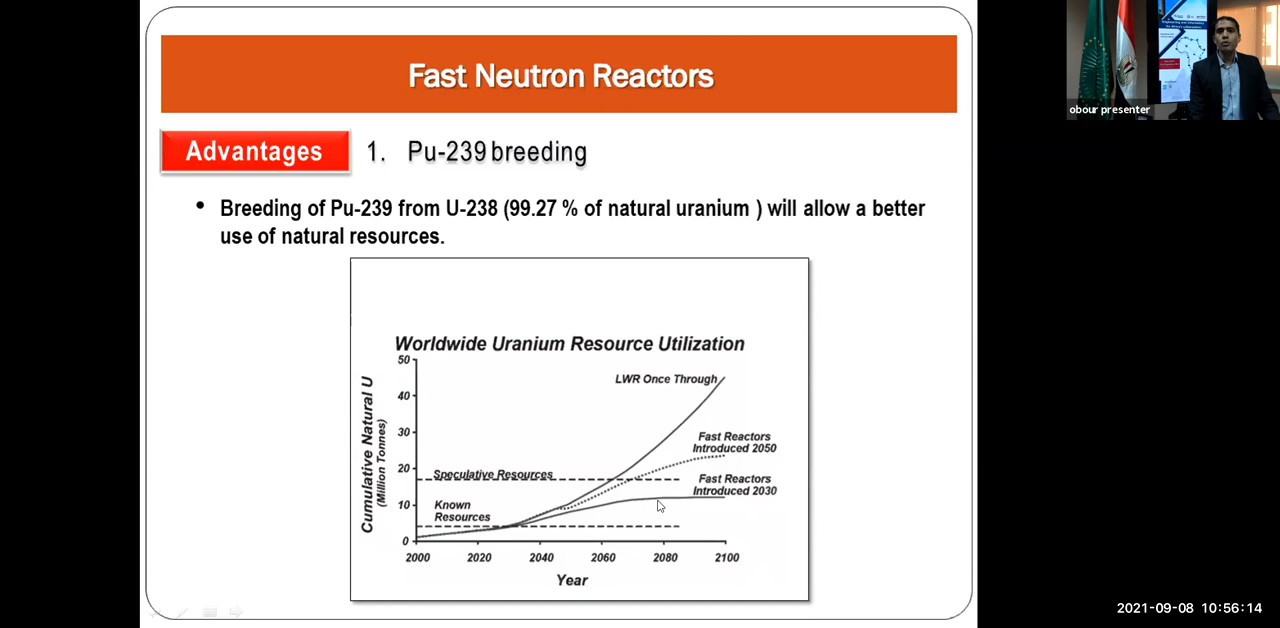 Fast Neutron Reactors
Advantages
1. Pu-239 breeding
• Breeding of Pu-239 from U-238 (99.27 % of natural uranium ) will allow a better
use of natural resources.
Worldwide Uranium Resource Utilization
Cumulative Natural U
(Million Tonnes)
50
40
30
20
10
0
LWR Once Through
Fast Reactors
Introduced 2050
Speculative Resources
Fast Reactors
Introduced 2030
Known
Resources
2000 2020 2040 2060 2080 2100
Year
obour presenter
2021-09-08 10:56:14